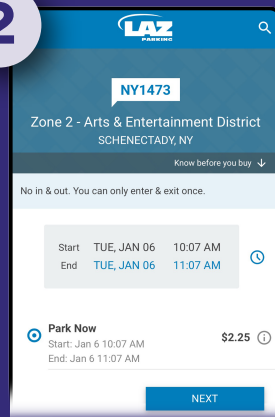 2
LAZ
PARKING
NY1473
Zone 2 - Arts & Entertainment District
SCHENECTADY, NY
Know before you buy
No in & out. You can only enter & exit once.
Start TUE, JAN 06 10:07 AM
End TUE, JAN 06 11:07 AM
Park Now
$2.25
Start: Jan 6 10:07 AM
End: Jan 6 11:07 AM
NEXT